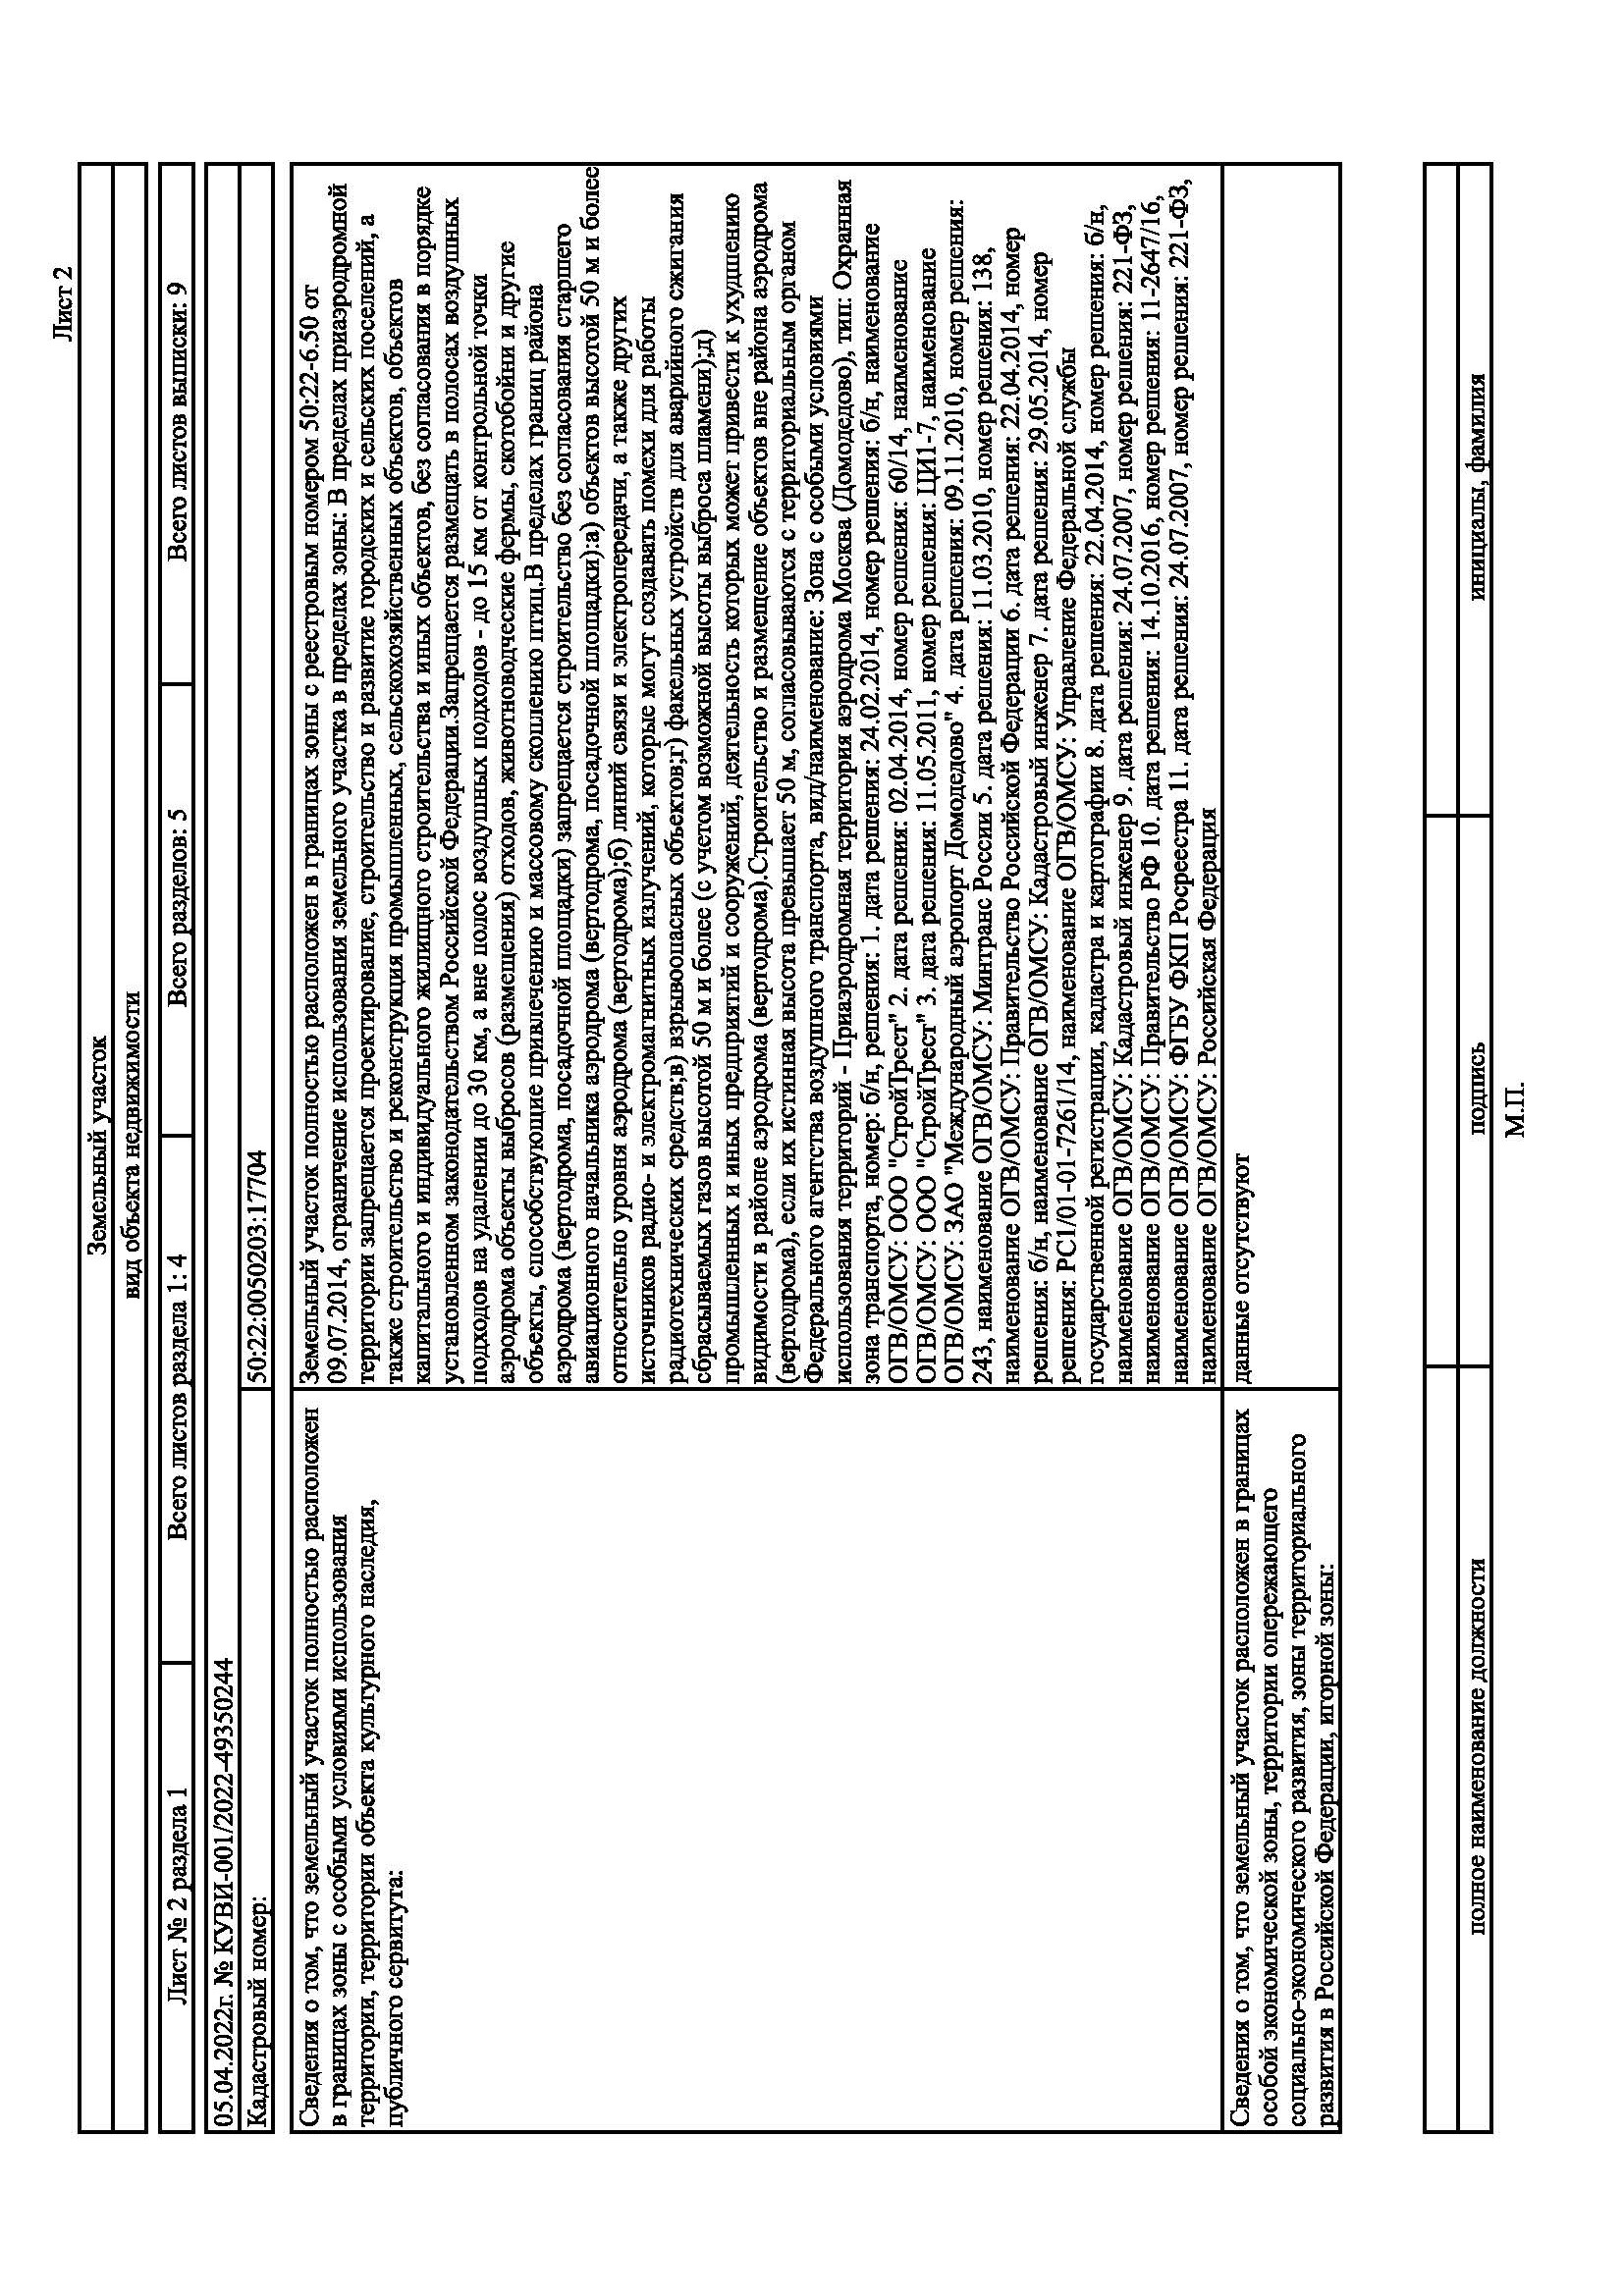 Лист 2
Земельный участок
вид объекта недвижимости
Лист № 2 раздела 1
Всего листов раздела 1: 4
Всего разделов: 5
Всего листов выписки: 9
05.04.2022г. № КУВИ-001/2022-49350244
Кадастровый номер:
50:22:0050203:17704
Сведения о том, что земельный участок полностью расположен
в границах зоны с особыми условиями использования
территории, территории объекта культурного наследия,
публичного сервитута:
Земельный участок полностью расположен в границах зоны с реестровым номером 50:22-6.50 от
09.07.2014, ограничение использования земельного участка в пределах зоны: В пределах приаэродромной
территории запрещается проектирование, строительство и развитие городских и сельских поселений, а
также строительство и реконструкция промышленных, сельскохозяйственных объектов, объектов
капитального и индивидуального жилищного строительства и иных объектов, без согласования в порядке
установленном законодательством Российской Федерации.Запрещается размещать в полосах воздушных
подходов на удалении до 30 км, а вне полос воздушных подходов - до 15 км от контрольной точки
аэродрома объекты выбросов (размещения) отходов, животноводческие фермы, скотобойни и другие
объекты, способствующие привлечению и массовому скоплению птиц.В пределах границ района
аэродрома (вертодрома, посадочной площадки) запрещается строительство без согласования старшего
авиационного начальника аэродрома (вертодрома, посадочной площадки):а) объектов высотой 50 м и более
относительно уровня аэродрома (вертодрома);б) линий связи и электропередачи, а также других
источников радио- и электромагнитных излучений, которые могут создавать помехи для работы
радиотехнических средств;в) взрывоопасных объектов;г) факельных устройств для аварийного сжигания
сбрасываемых газов высотой 50 м и более (с учетом возможной высоты выброса пламени);д)
промышленных и иных предприятий и сооружений, деятельность которых может привести к ухудшению
видимости в районе аэродрома (вертодрома).Строительство и размещение объектов вне района аэродрома
(вертодрома), если их истинная высота превышает 50 м, согласовываются с территориальным органом
Федерального агентства воздушного транспорта, вид/наименование: Зона с особыми условиями
использования территорий - Приаэродромная территория аэродрома Москва (Домодедово), тип: Охранная
зона транспорта, номер: б/н, решения: 1. дата решения: 24.02.2014, номер решения: б/н, наименование
ОГВ/ОМСУ: ООО "СтройТрест" 2. дата решения: 02.04.2014, номер решения: 60/14, наименование
ОГВ/ОМСУ: ООО "СтройТрест" 3. дата решения: 11.05.2011, номер решения: ЦИ1-7, наименование
ОГВ/ОМСУ: ЗАО "Международный аэропорт Домодедово" 4. дата решения: 09.11.2010, номер решения:
243, наименование ОГВ/ОМСУ: Минтранс России 5. дата решения: 11.03.2010, номер решения: 138,
наименование ОГВ/ОМСУ: Правительство Российской Федерации 6. дата решения: 22.04.2014, номер
решения: б/н, наименование ОГВ/ОМСУ: Кадастровый инженер 7. дата решения: 29.05.2014, номер
решения: РС1/01-01-7261/14, наименование ОГВ/ОМСУ: Управление Федеральной службы
государственной регистрации, кадастра и картографии 8. дата решения: 22.04.2014, номер решения: б/н,
наименование ОГВ/ОМСУ: Кадастровый инженер 9. дата решения: 24.07.2007, номер решения: 221-ФЗ,
наименование ОГВ/ОМСУ: Правительство РФ 10. дата решения: 14.10.2016, номер решения: 11-2647/16,
наименование ОГВ/ОМСУ: ФГБУ ФКП Росреестра 11. дата решения: 24.07.2007, номер решения: 221-ФЗ,
наименование ОГВ/ОМСУ: Российская Федерация
Сведения о том, что земельный участок расположен в границах
особой экономической зоны, территории опережающего
социально-экономического развития, зоны территориального
развития в Российской Федерации, игорной зоны:
данные отсутствуют
полное наименование должности
подпись
инициалы, фамилия
М.П.